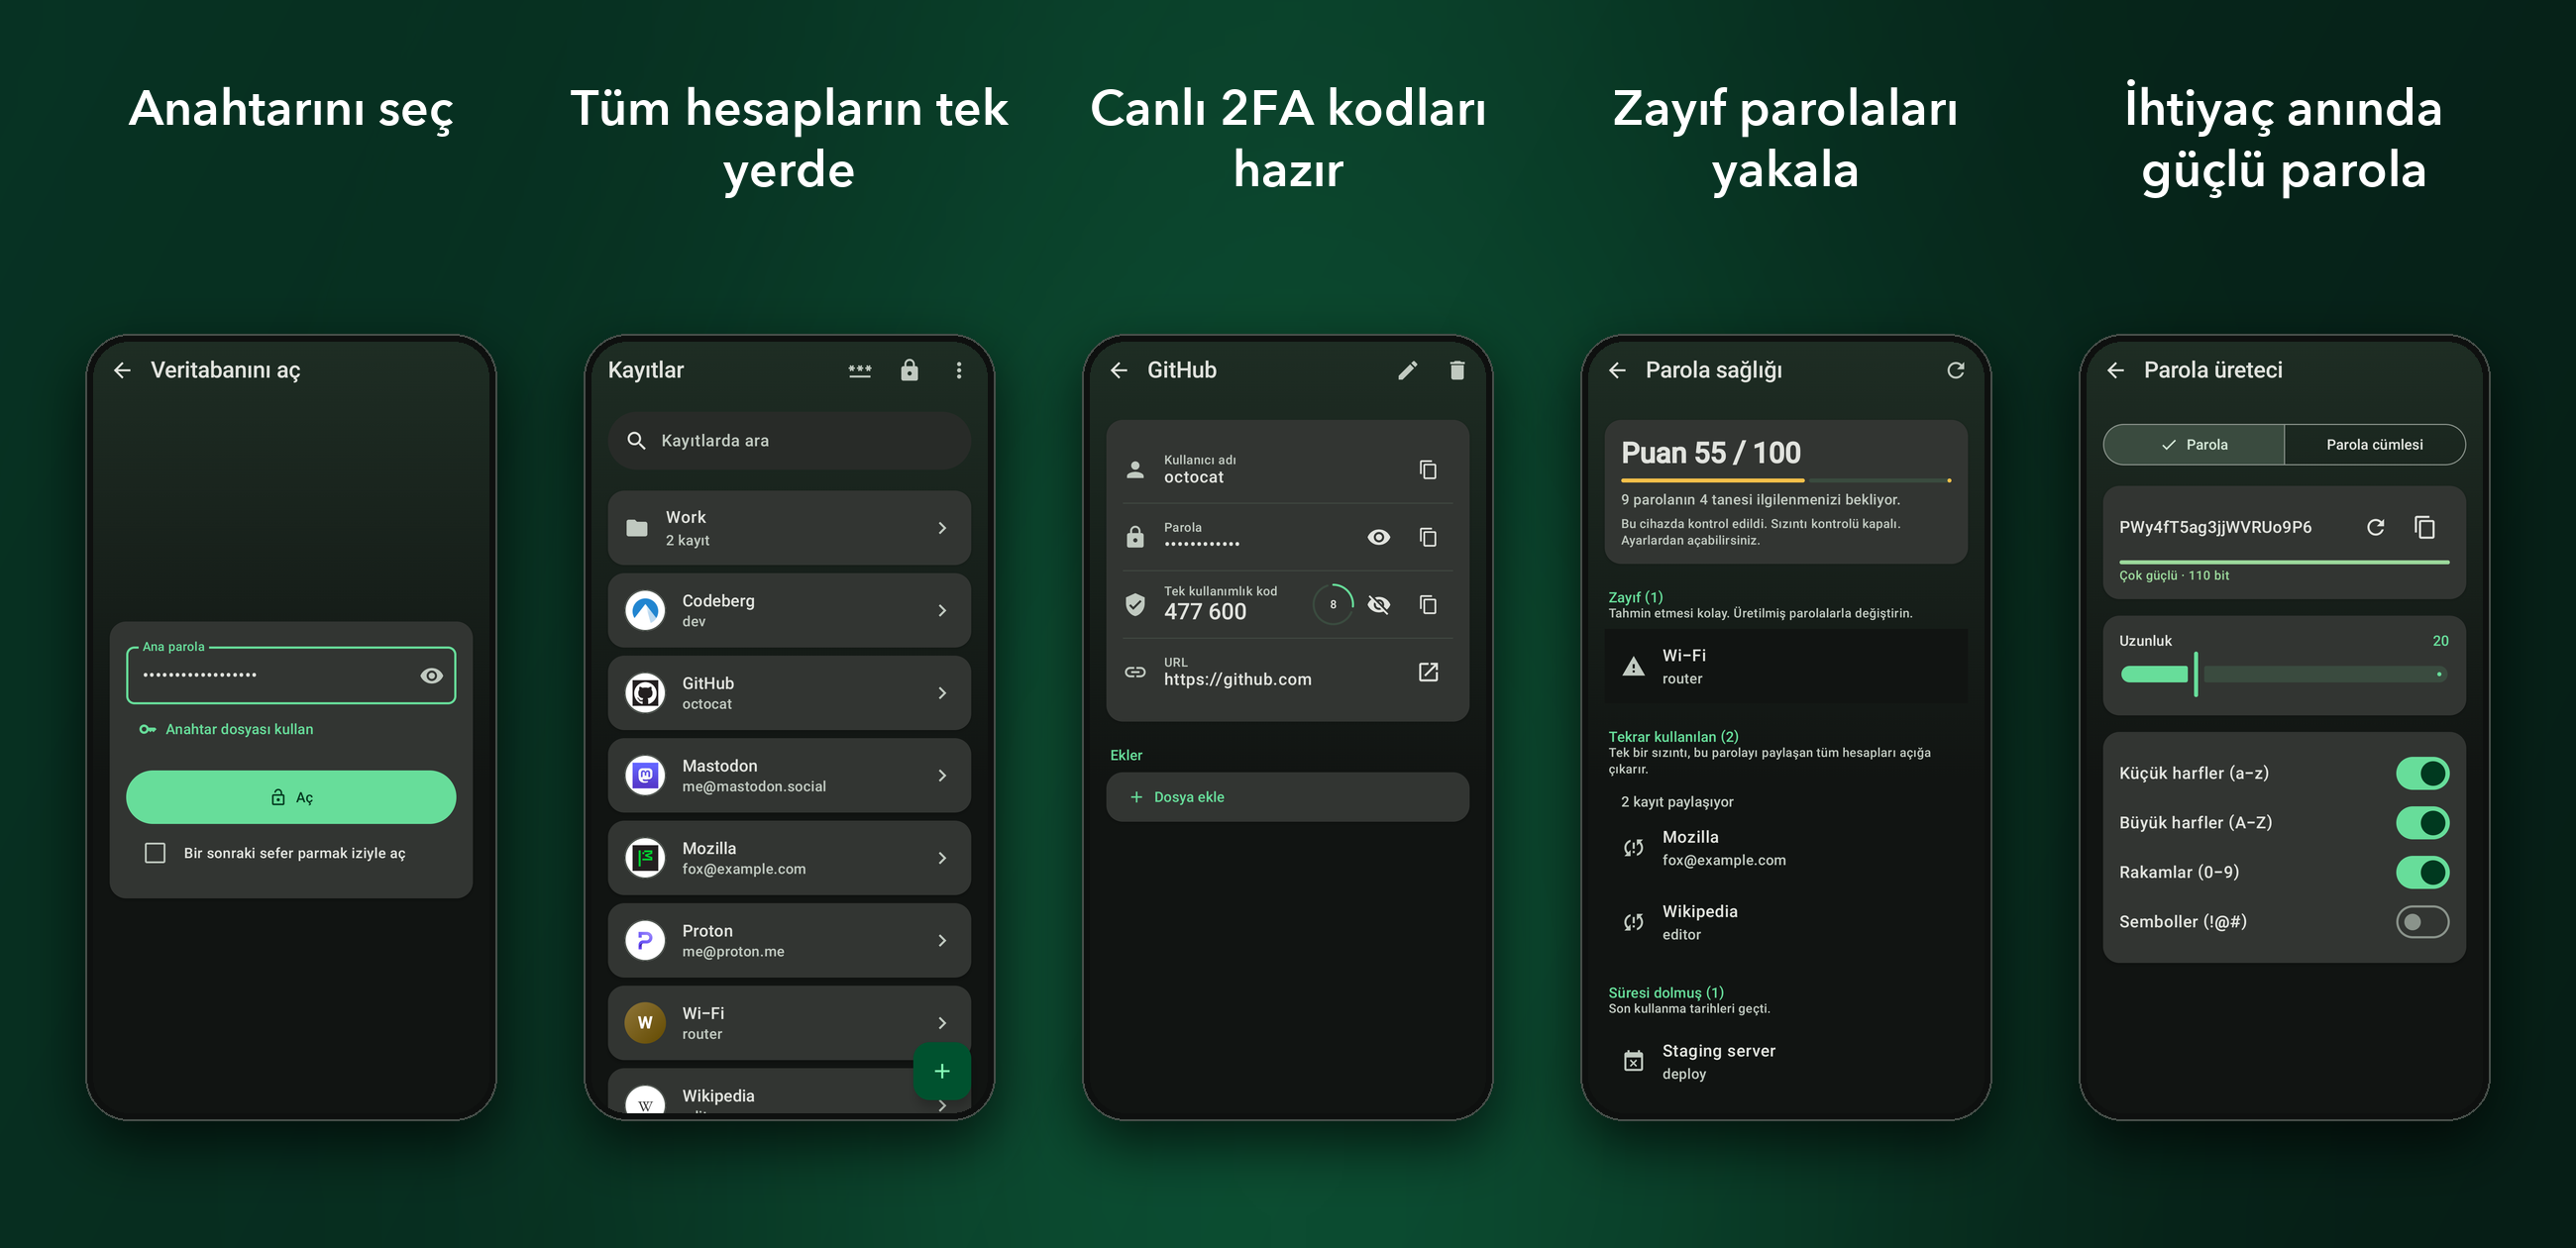 Anahtarını seç
Tüm hesapların tek
yerde
Canlı 2FA kodları
hazır
Zayıf parolaları
yakala
İhtiyaç anında
güçlü parola
Veritabanını aç
Ana parola
••••••••••••••••••
Anahtar dosyası kullan
Aç
Bir sonraki sefer parmak iziyle aç
Kayıtlar
Kayıtlarda ara
Work
2 kayıt
Codeberg
dev
GitHub
octocat
Mastodon
me@mastodon.social
Mozilla
fox@example.com
Proton
me@proton.me
W
Wi-Fi
router
W
Wikipedia
GitHub
Kullanıcı adı
octocat
Parola
••••••••••••
Tek kullanımlık kod
477 600
8
URL
https://github.com
Ekler
+ Dosya ekle
Parola sağlığı
Puan 55 / 100
9 parolanın 4 tanesi ilgilenmenizi bekliyor.
Bu cihazda kontrol edildi. Sızıntı kontrolü kapalı.
Ayarlardan açabilirsiniz.
Zayıf (1)
Tahmin etmesi kolay. Üretilmiş parolalarla değiştirin.
Wi-Fi
router
Tekrar kullanılan (2)
Tek bir sızıntı, bu parolayı paylaşan tüm hesapları açığa
çıkarır.
2 kayıt paylaşıyor
Mozilla
fox@example.com
Wikipedia
editor
Süresi dolmuş (1)
Son kullanma tarihleri geçti.
Staging server
deploy
Parola üreteci
Parola
Parola cümlesi
PWy4fT5ag3jjWVRUo9P6
Çok güçlü · 110 bit
Uzunluk
20
Küçük harfler (a-z)
Büyük harfler (A-Z)
Rakamlar (0-9)
Semboller (!@#)